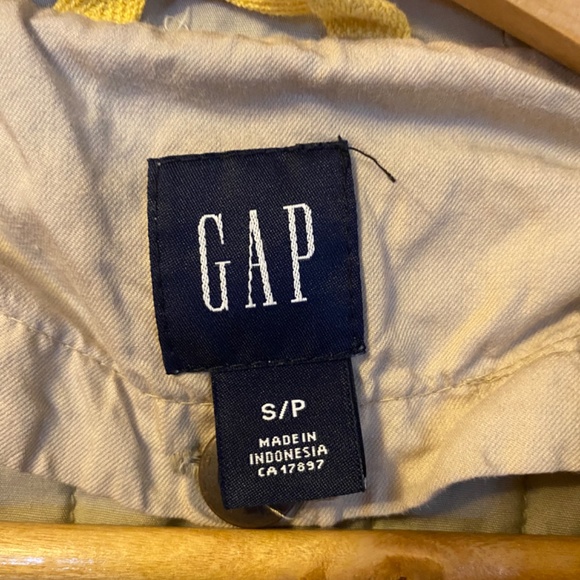 GAP
S/P
MADE IN
INDONESIA
CA 17897